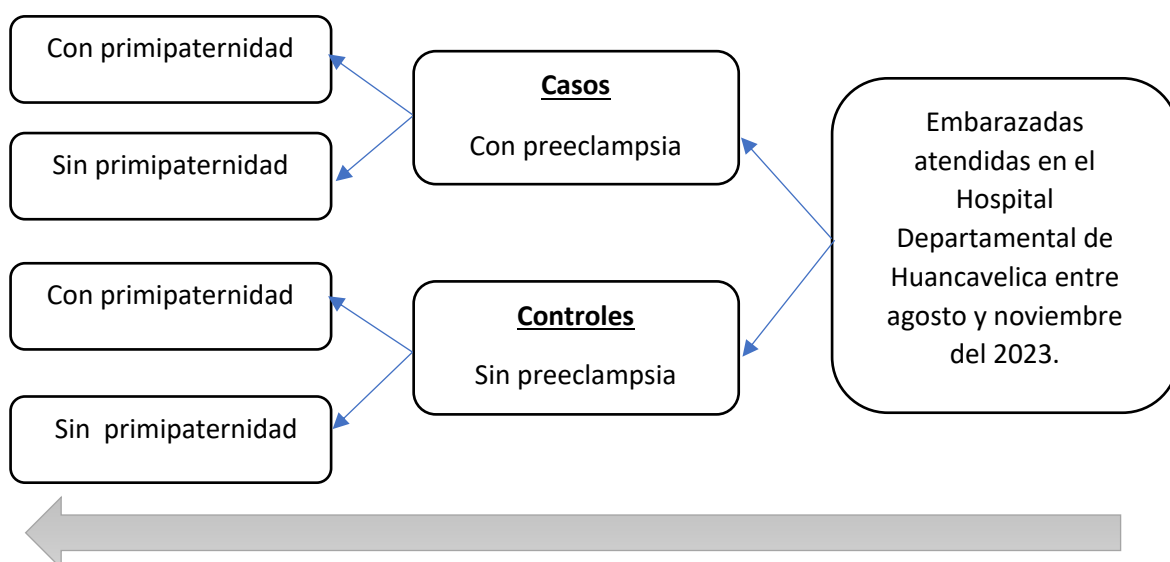 Con primipaternidad
Sin primipaternidad
Con primipaternidad
Sin primipaternidad
Casos
Con preeclampsia
Controles
Sin preeclampsia
Embarazadas
atendidas en el
Hospital
Departamental de
Huancavelica entre
agosto y noviembre
del 2023.